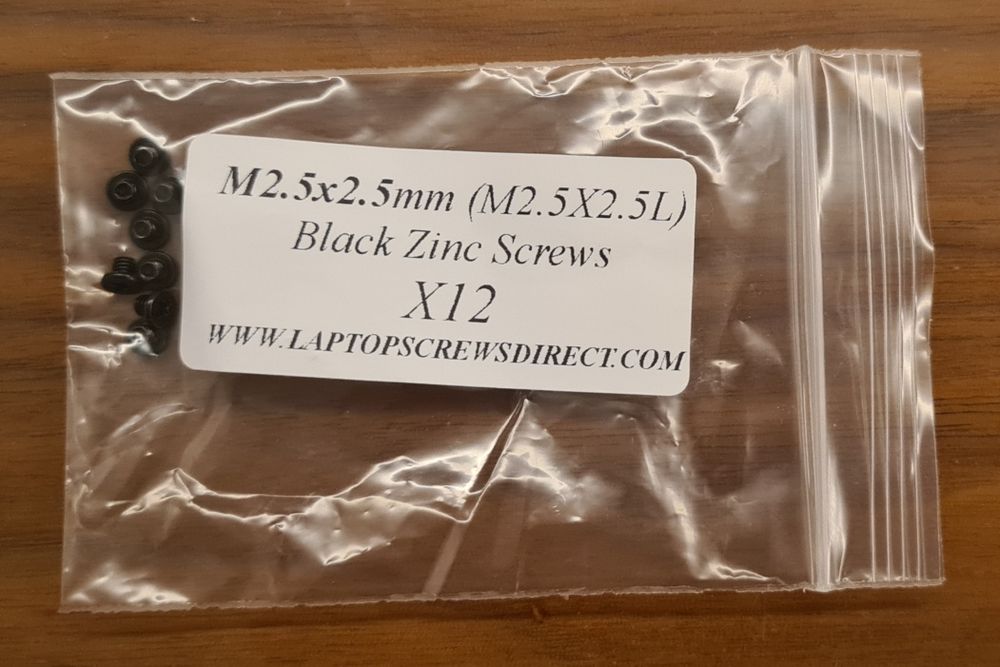 M2.5x2.5mm (M2.5X2.5L)
Black Zinc Screws
X12
WWW.LAPTOPSCREWSDIRECT.COM